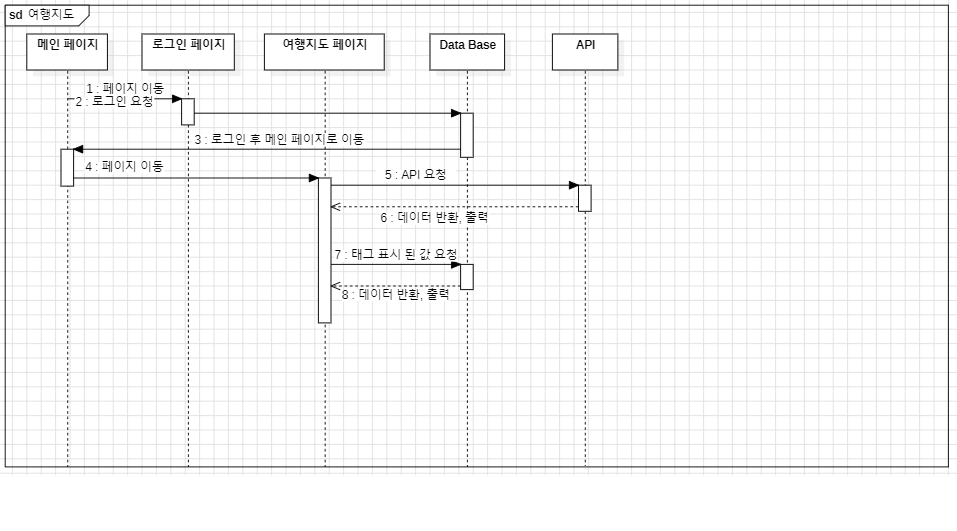 sd 여행지도
메인 페이지
로그인 페이지
여행지도 페이지
Data Base
API
1 : 페이지 이동
2 : 로그인 요청
3 : 로그인 후 메인 페이지로 이동
4 : 페이지 이동
5 : API 요청
6 : 데이터 반환, 출력
7 : 태그 표시 된 값 요청
8 : 데이터 반환, 출력